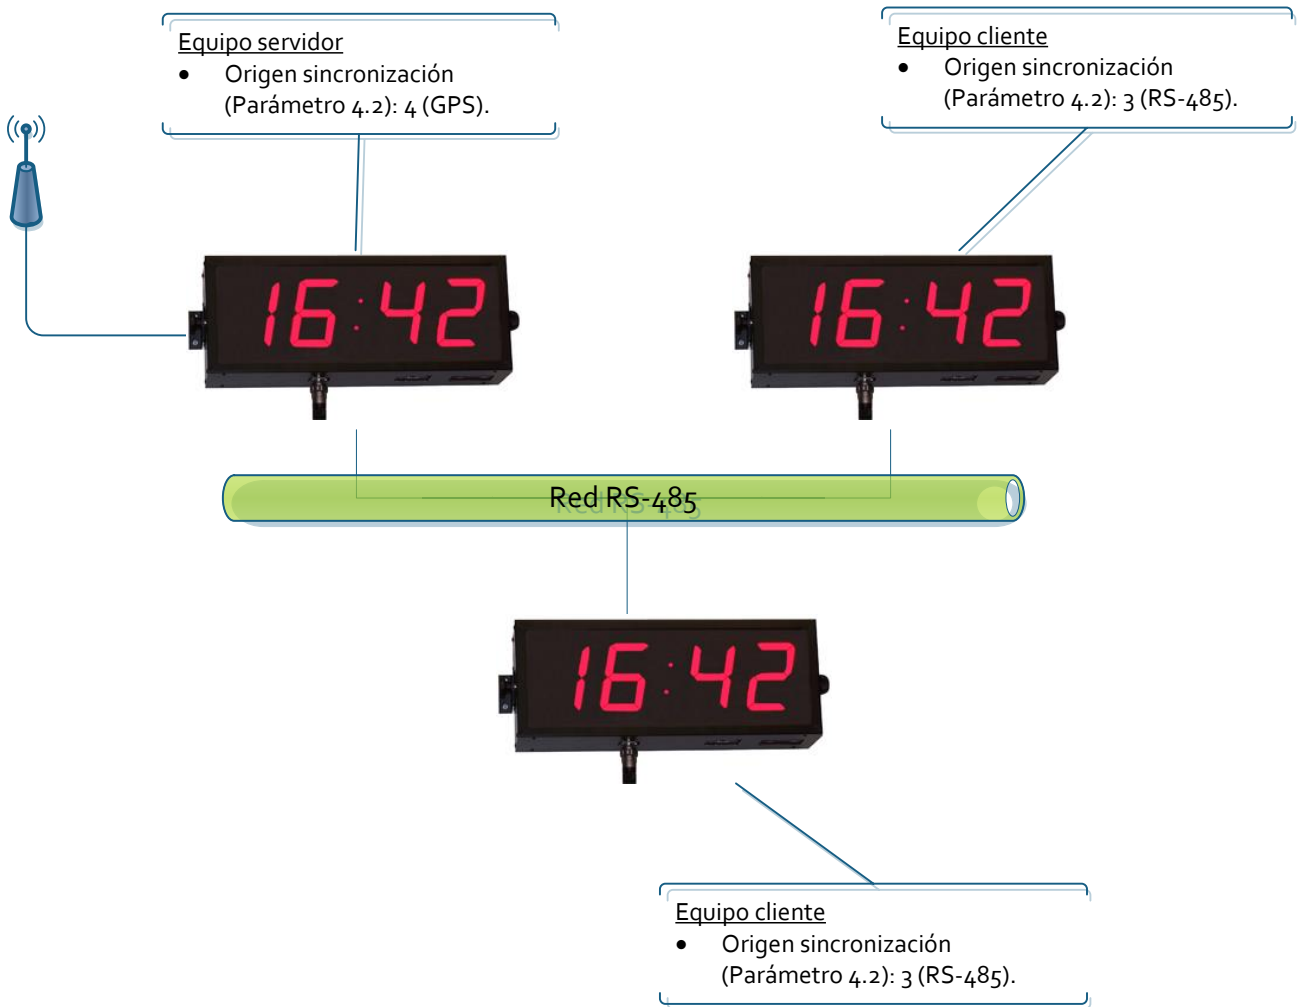 Equipo servidor
• Origen sincronización
(Parámetro 4.2): 4 (GPS).
Equipo cliente
• Origen sincronización
(Parámetro 4.2): 3 (RS-485).
16:42
16:42
Red RS-485
16:42
Equipo cliente
• Origen sincronización
(Parámetro 4.2): 3 (RS-485).